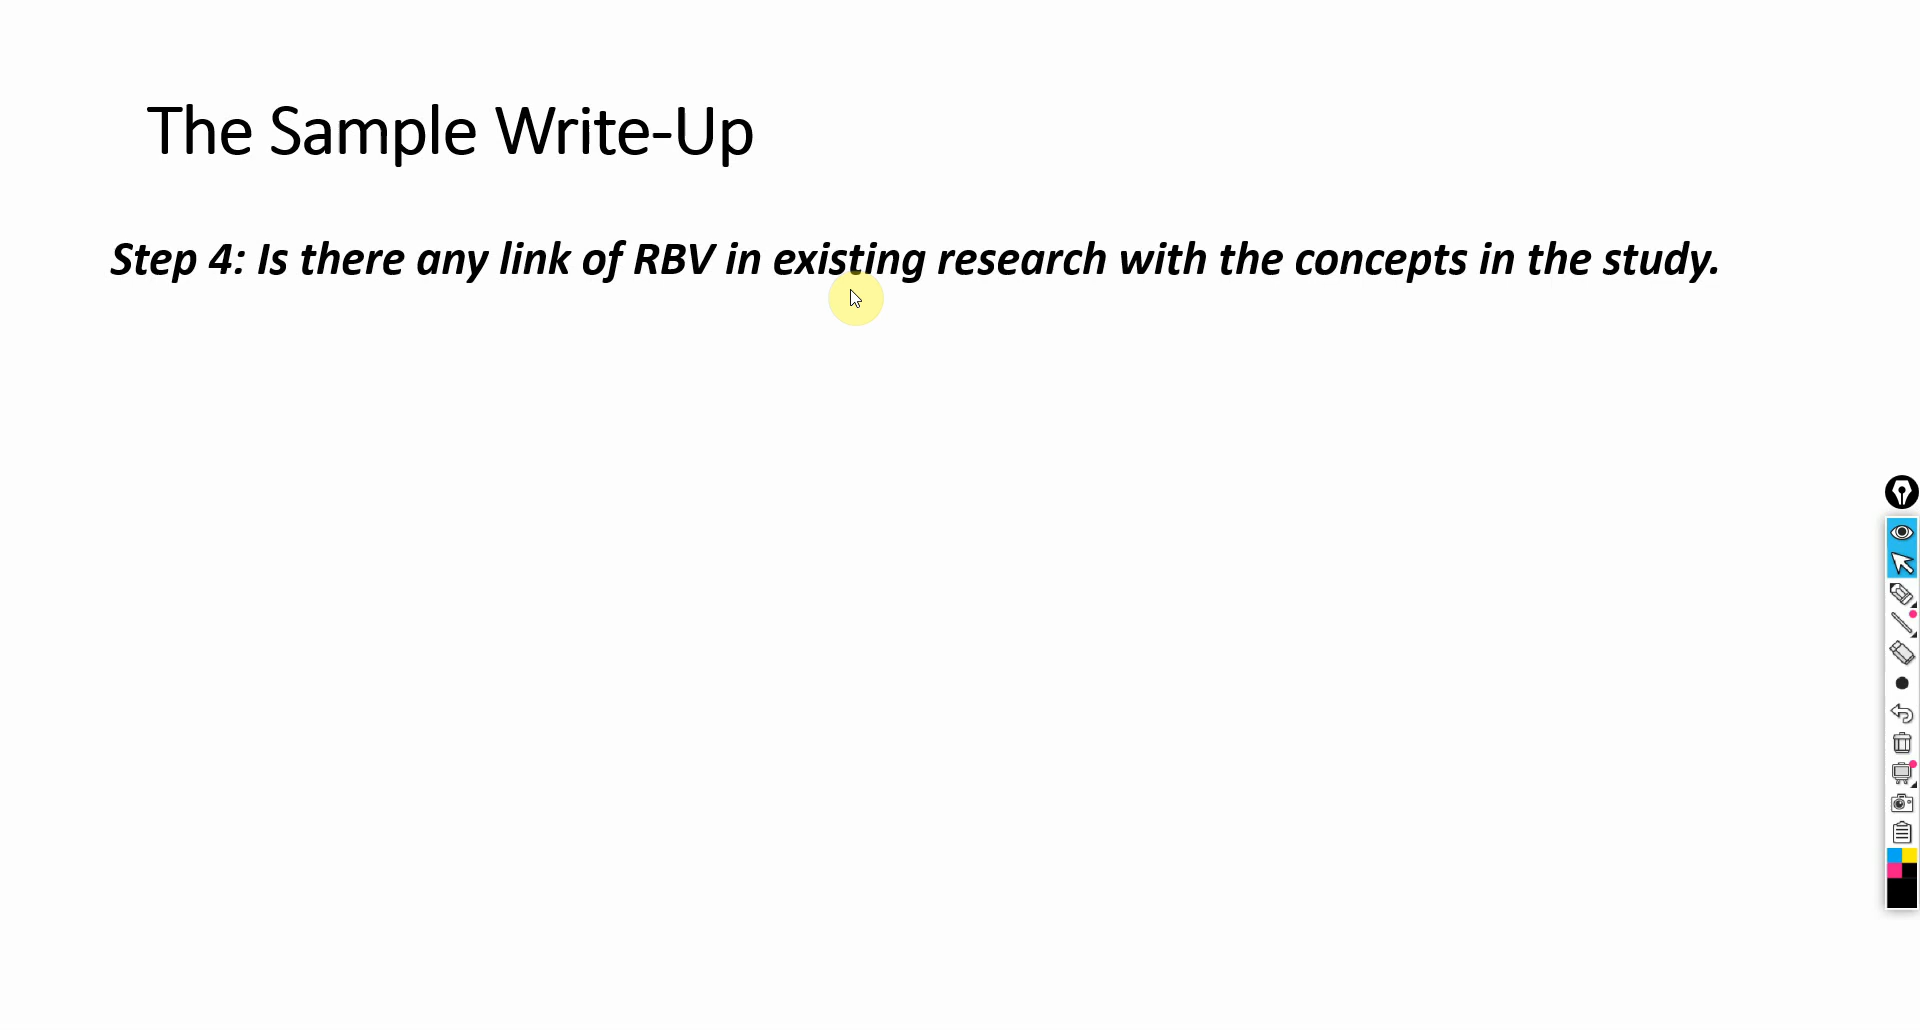 The Sample Write-Up
Step 4: Is there any link of RBV in existing research with the concepts in the study.